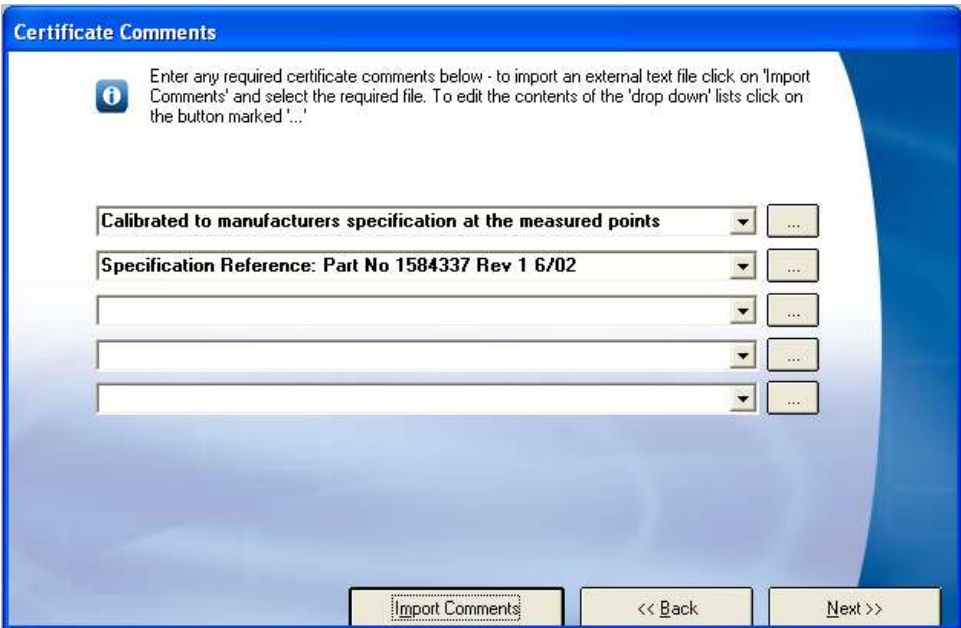 Certificate Comments
Enter any required certificate comments below - to import an external text file click on 'Import
Comments' and select the required file. To edit the contents of the 'drop down' lists click on
the button marked '...'
Calibrated to manufacturers specification at the measured points
...
Specification Reference: Part No 1584337 Rev 1 6/02
...
...
...
...
Import Comments
<< Back
Next >>